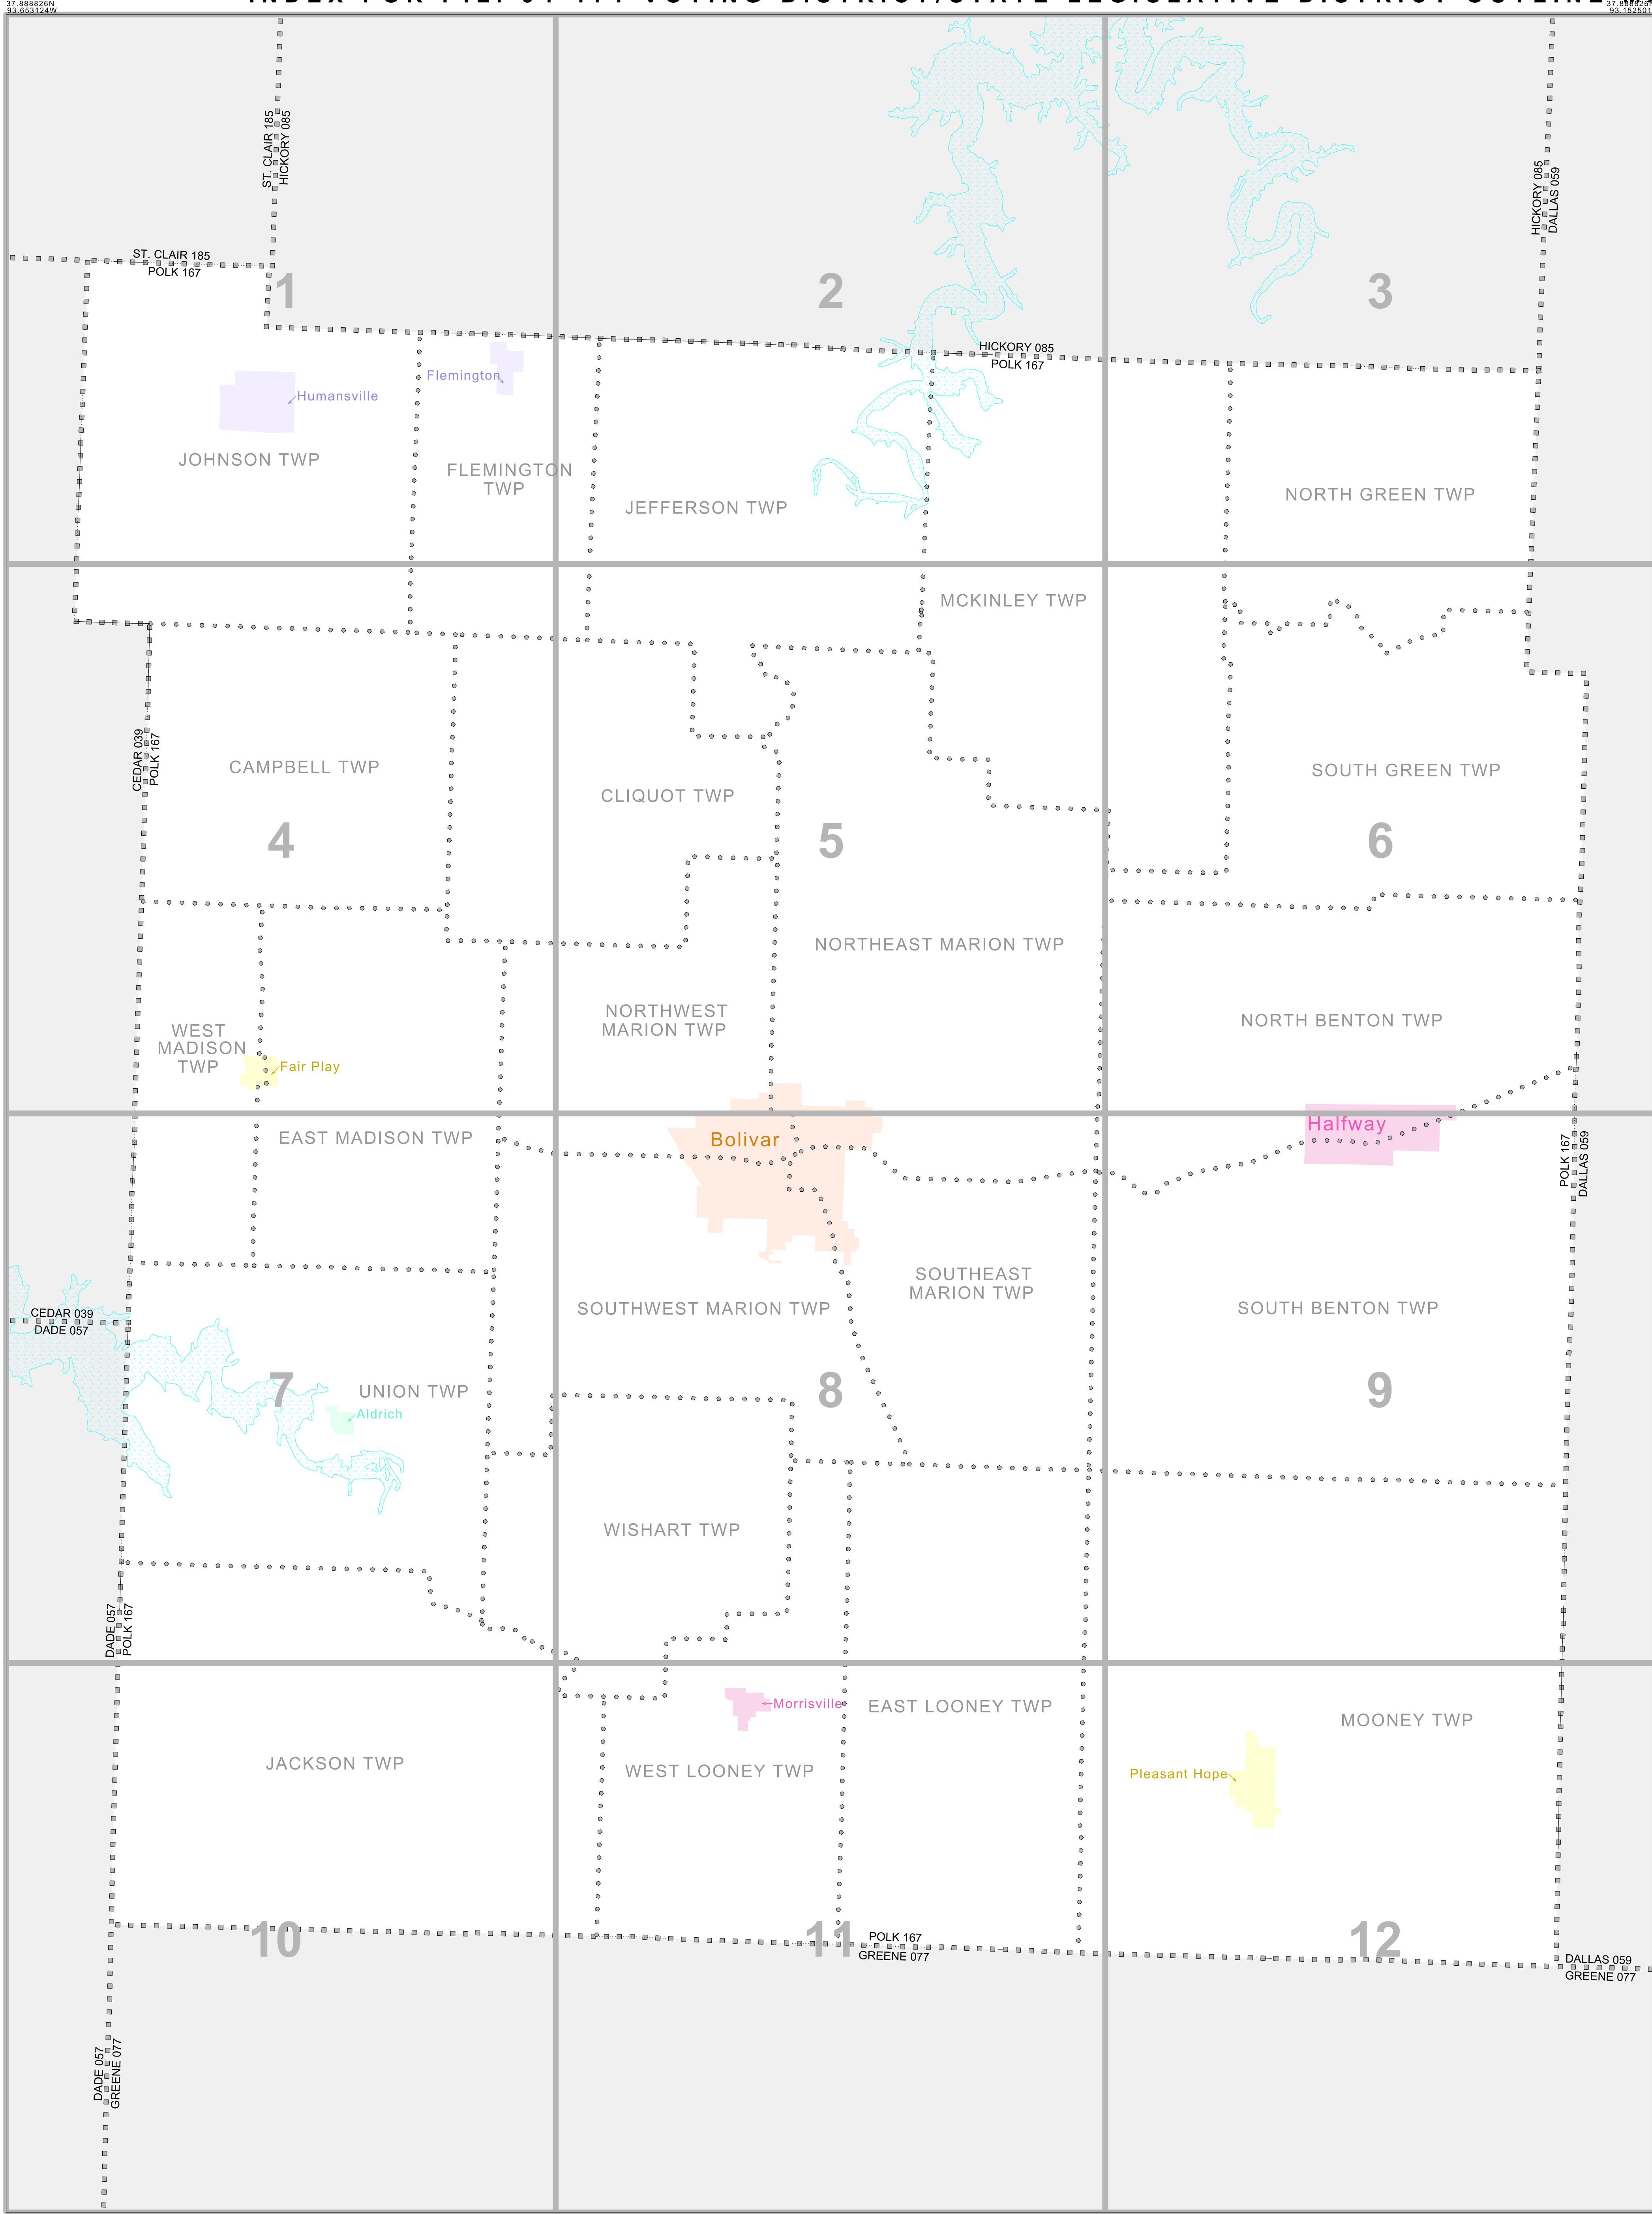 37.888826N
93.653124W
93.152501
ST. CLAIR 185
HICKORY 085
HICKORY 085
DALLAS 059
ST. CLAIR 185
POLK 167
1
2
3
HICKORY 085
POLK 167
Flemington
Humansville
JOHNSON TWP
FLEMINGTON
TWP
JEFFERSON TWP
NORTH GREEN TWP
MCKINLEY TWP
CEDAR 039
POLK 167
CAMPBELL TWP
CLIQUOT TWP
SOUTH GREEN TWP
4
5
6
NORTHEAST MARION TWP
WEST
MADISON
TWP
Fair Play
NORTHWEST
MARION TWP
NORTH BENTON TWP
EAST MADISON TWP
Bolivar
Halfway
POLK 167
DALLAS 059
CEDAR 039
DADE 057
SOUTHWEST MARION TWP
SOUTHEAST
MARION TWP
SOUTH BENTON TWP
7
UNION TWP
Aldrich
8
9
WISHART TWP
DADE 057
POLK 167
Morrisville
EAST LOONEY TWP
MOONEY TWP
JACKSON TWP
WEST LOONEY TWP
Pleasant Hope
10
11
12
POLK 167
GREENE 077
DALLAS 059
GREENE 077
DADE 057
GREENE 077